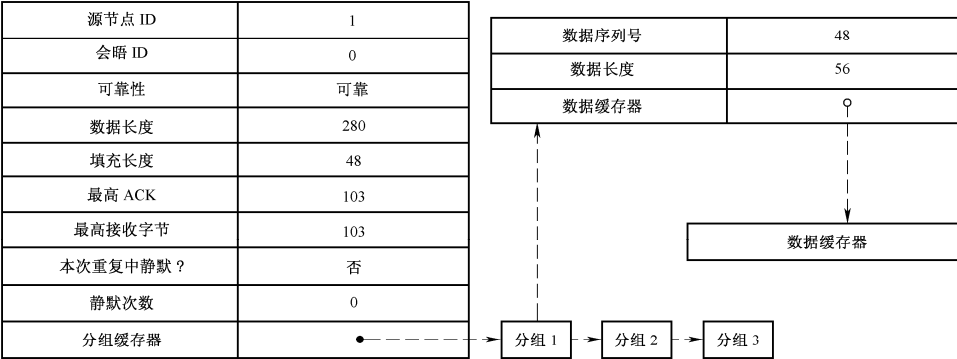 源节点 ID 1
会晤 ID 0
可靠性 可靠
数据长度 280
填充长度 48
最高 ACK 103
最高接收字节 103
本次重复中静默？ 否
静默次数 0
分组缓存器
数据序列号 48
数据长度 56
数据缓存器
数据缓存器
分组 1 分组 2 分组 3